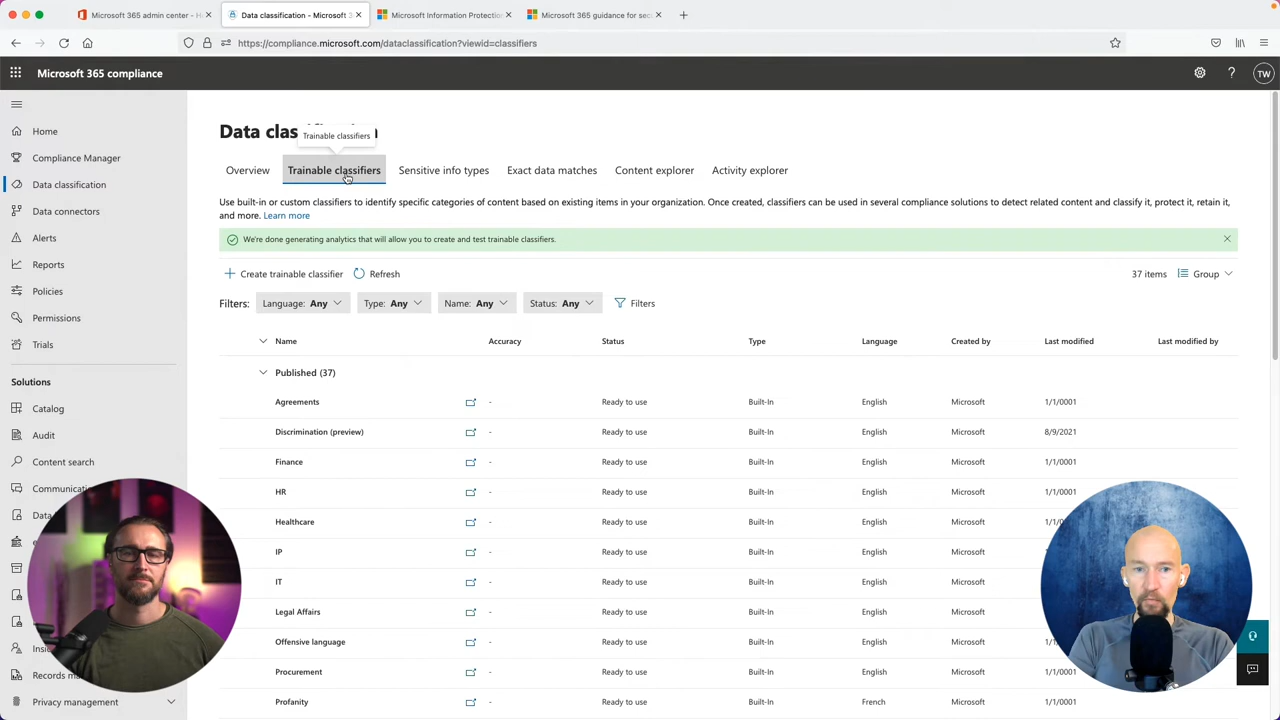 Microsoft 365 admin center - H
Data classification - Microsoft 3
Microsoft Information Protection
Microsoft 365 guidance for sec
https://compliance.microsoft.com/dataclassification?viewid=classifiers
Microsoft 365 compliance
TW
Home
Compliance Manager
Data classification
Data connectors
Alerts
Reports
Policies
Permissions
Trials
Solutions
Catalog
Audit
Content search
Records
Privacy management
Data clas
Trainable classifiers
Overview
Trainable classifiers
Sensitive info types
Exact data matches
Content explorer
Activity explorer
Use built-in or custom classifiers to identify specific categories of content based on existing items in your organization. Once created, classifiers can be used in several compliance solutions to detect related content and classify it, protect it, retain it,
and more. Learn more
We're done generating analytics that will allow you to create and test trainable classifiers.
Create trainable classifier
Refresh
37 items
Group
Filters:
Language: Any
Type: Any
Name: Any
Status: Any
Filters
Name Accuracy Status Type Language Created by Last modified Last modified by
Published (37)
Agreements - Ready to use Built-In English Microsoft 1/1/0001
Discrimination (preview) - Ready to use Built-In English Microsoft 8/9/2021
Finance - Ready to use Built-In English Microsoft 1/1/0001
HR - Ready to use Built-In English Microsoft 1/1/0001
Healthcare - Ready to use Built-In English Microsoft
IP - Ready to use Built-In English Microsoft
IT - Ready to use Built-In English Microsoft
Legal Affairs - Ready to use Built-In English Microsoft
Offensive language - Ready to use Built-In English Microsoft
Procurement - Ready to use Built-In English Microsoft
Profanity - Ready to use Built-In French Microsoft 1/1/0001